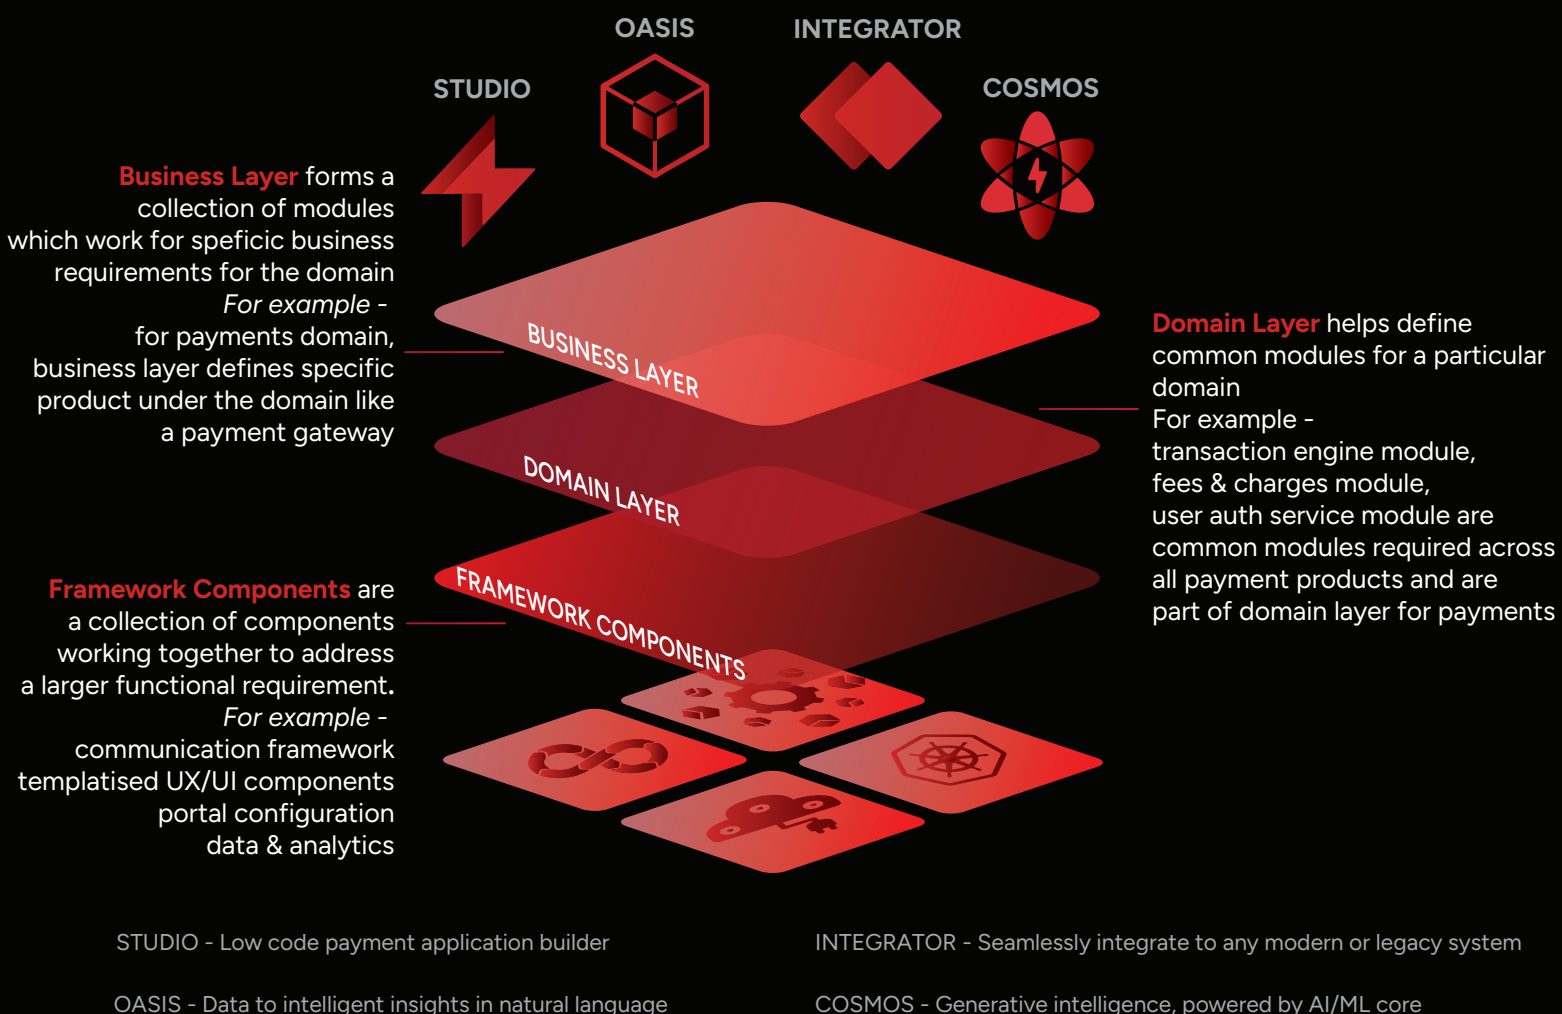 OASIS
INTEGRATOR
STUDIO
COSMOS
Business Layer forms a
collection of modules
which work for speficic business
requirements for the domain
For example -
for payments domain,
business layer defines specific
product under the domain like
a payment gateway
BUSINESS LAYER
DOMAIN LAYER
FRAMEWORK COMPONENTS
Domain Layer helps define
common modules for a particular
domain
For example -
transaction engine module,
fees & charges module,
user auth service module are
common modules required across
all payment products and are
part of domain layer for payments
Framework Components are
a collection of components
working together to address
a larger functional requirement.
For example -
communication framework
templatised UX/UI components
portal configuration
data & analytics
STUDIO - Low code payment application builder
INTEGRATOR - Seamlessly integrate to any modern or legacy system
OASIS - Data to intelligent insights in natural language
COSMOS - Generative intelligence, powered by AI/ML core